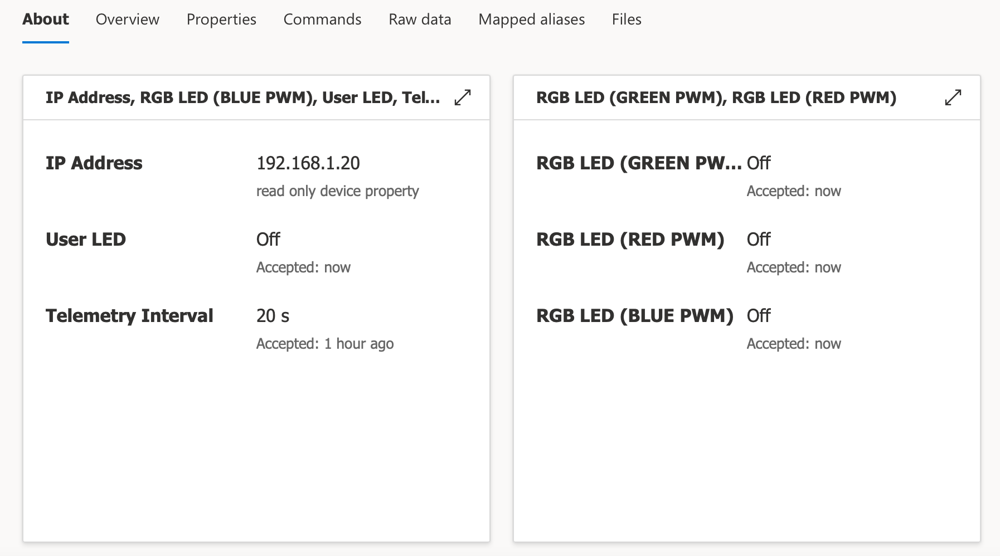 About Overview Properties Commands Raw data Mapped aliases Files
IP Address, RGB LED (BLUE PWM), User LED, Tel...
IP Address 192.168.1.20
read only device property
User LED Off
Accepted: now
Telemetry Interval 20 s
Accepted: 1 hour ago
RGB LED (GREEN PWM), RGB LED (RED PWM)
RGB LED (GREEN PW... Off
Accepted: now
RGB LED (RED PWM) Off
Accepted: now
RGB LED (BLUE PWM) Off
Accepted: now